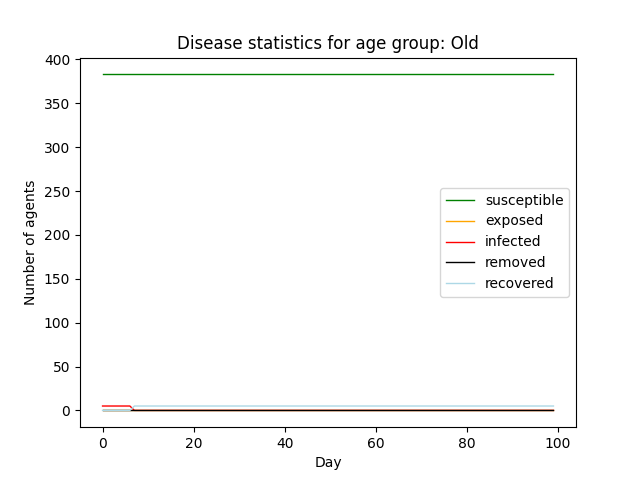 Disease statistics for age group: Old
Number of agents
400
350
300
250
200
150
100
50
0
susceptible
exposed
infected
removed
recovered
0 20 40 60 80 100
Day